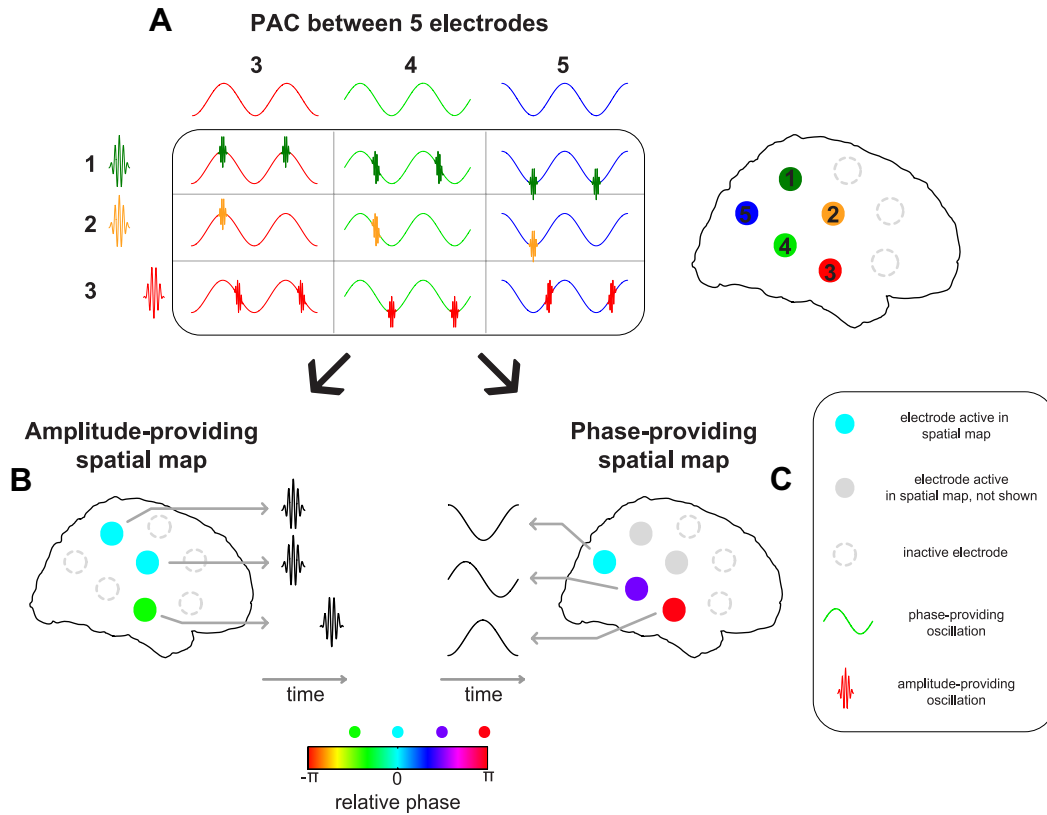 A
PAC between 5 electrodes
3 4 5
1
2
3
1
2
3
4
5
Amplitude-providing
spatial map
B
time
Phase-providing
spatial map
C
time
-π 0 π
relative phase
electrode active in
spatial map
electrode active
in spatial map, not shown
inactive electrode
phase-providing
oscillation
amplitude-providing
oscillation